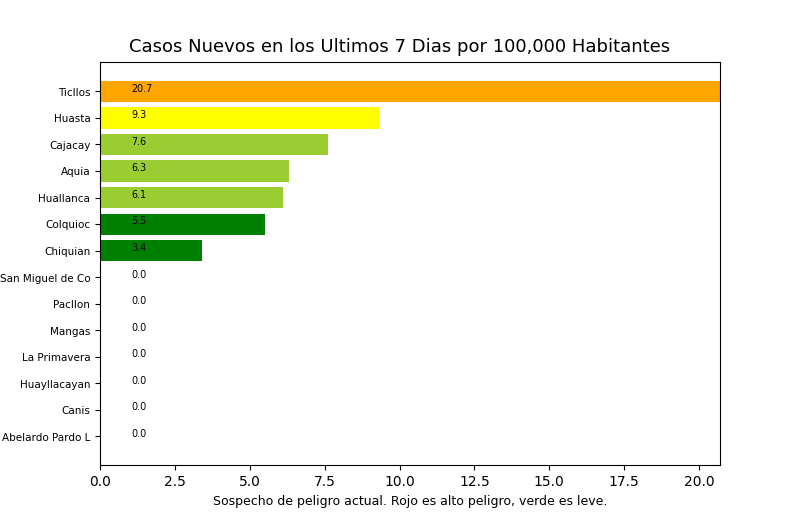 Casos Nuevos en los Ultimos 7 Dias por 100,000 Habitantes
Ticllos 20.7
Huasta 9.3
Cajacay 7.6
Aquia 6.3
Huallanca 6.1
Colquioc 5.5
Chiquian 3.4
San Miguel de Co 0.0
Pacllon 0.0
Mangas 0.0
La Primavera 0.0
Huayllacayan 0.0
Canis 0.0
Abelardo Pardo L 0.0
0.0 2.5 5.0 7.5 10.0 12.5 15.0 17.5 20.0
Sospecho de peligro actual. Rojo es alto peligro, verde es leve.